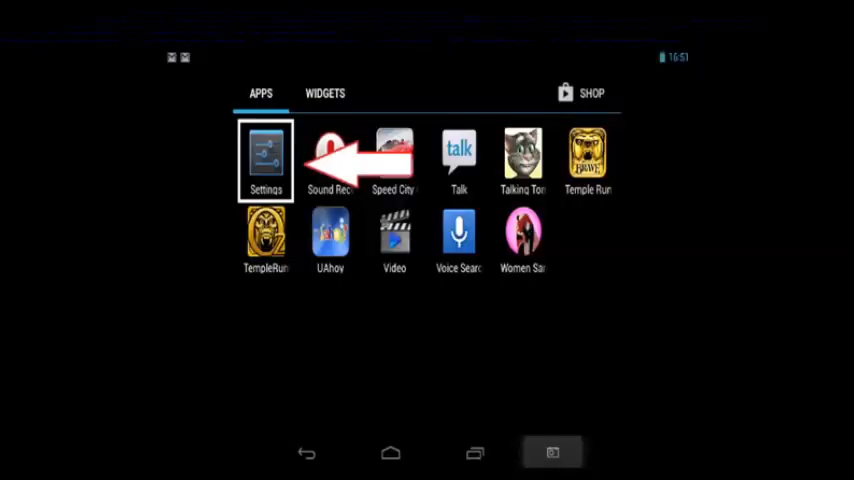 16:51
APPS WIDGETS SHOP
talk
BRAVE
Settings Sound Rec Speed City Talk Talking Tom Temple Run
TempleRun UAhoy Video Voice Searc Women Sar